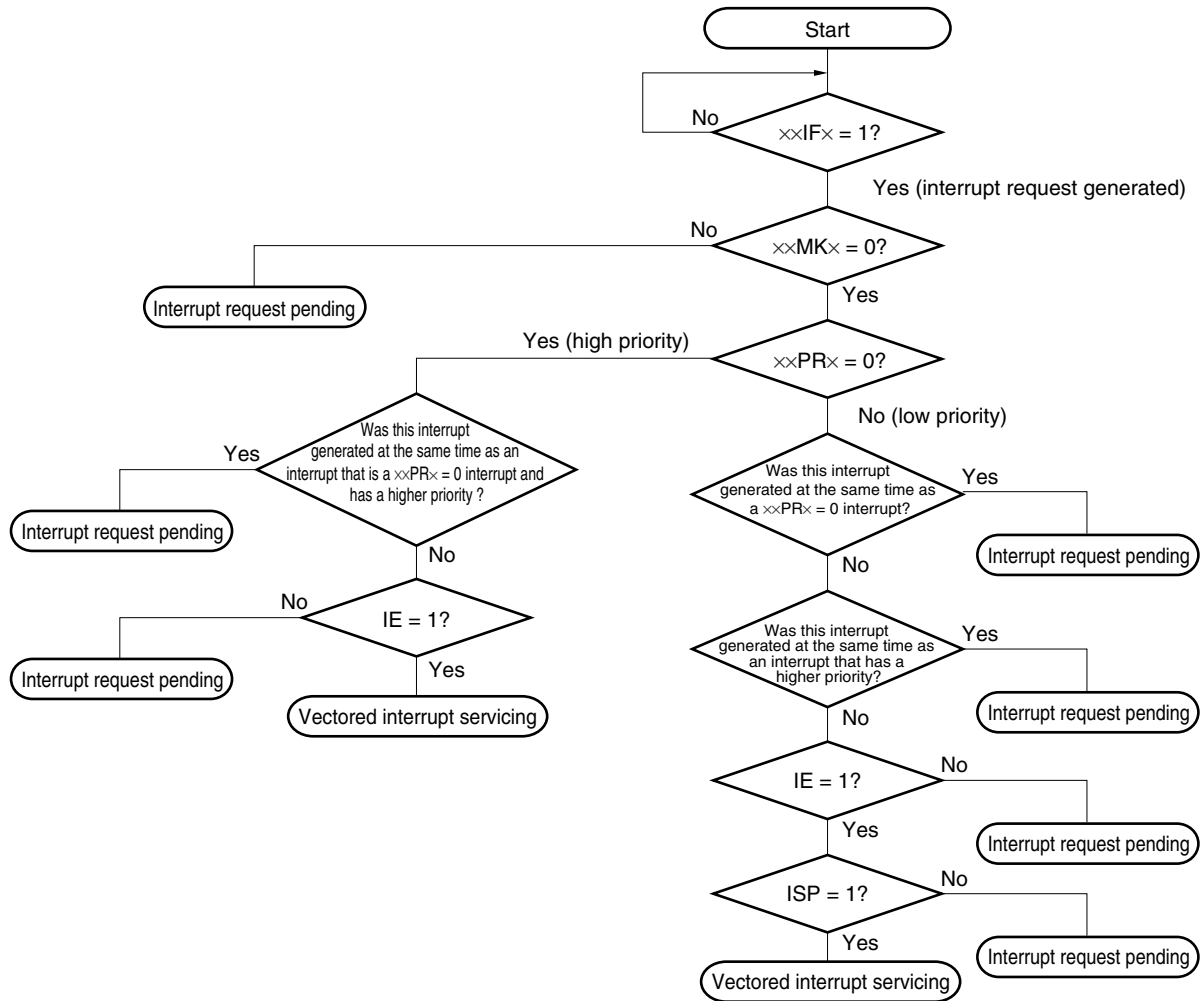 Start
No
××IF× = 1?
Yes (interrupt request generated)
No
××MK× = 0?
Interrupt request pending
Yes
Yes (high priority)
××PR× = 0?
No (low priority)
Yes
Was this interrupt
generated at the same time as an
interrupt that is a ××PR× = 0 interrupt and
has a higher priority ?
Interrupt request pending
No
No
IE = 1?
Interrupt request pending
Yes
Vectored interrupt servicing
Was this interrupt
generated at the same time as
a ××PR× = 0 interrupt?
Yes
Interrupt request pending
No
Was this interrupt
generated at the same time as
an interrupt that has a
higher priority?
Yes
Interrupt request pending
No
IE = 1?
No
Interrupt request pending
Yes
ISP = 1?
No
Interrupt request pending
Yes
Vectored interrupt servicing